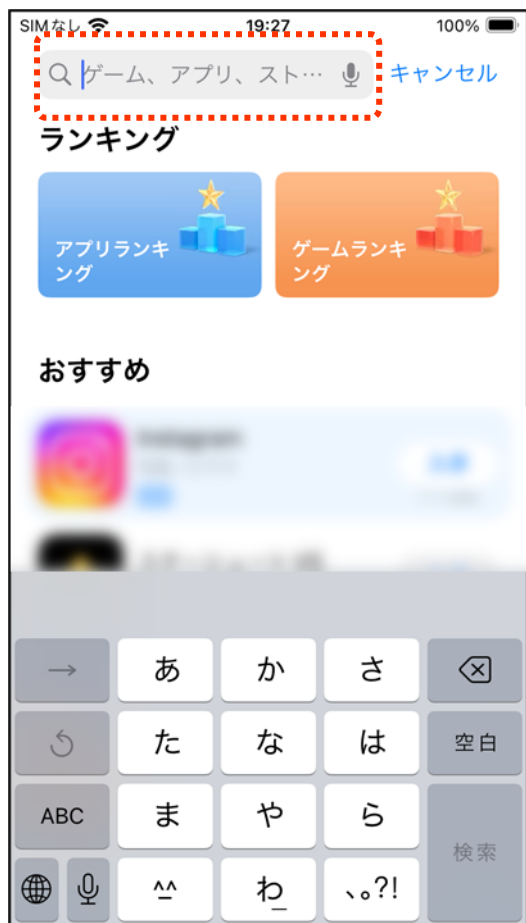 SIMなし 19:27 100%
ゲーム、アプリ、スト… キャンセル
ランキング
アプリランキ
ング
ゲームランキ
ング
おすすめ
Instagram
→ あ か さ
た な は 空白
ABC ま や ら 検索
^_^ わ_ 、。?!